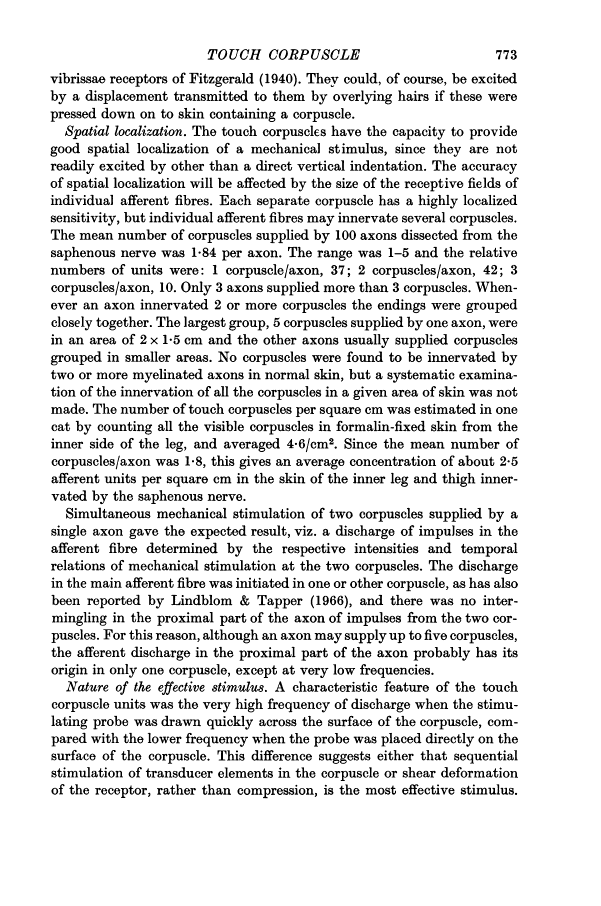 TOUCH CORPUSCLE 773
vibrissae receptors of Fitzgerald (1940). They could, of course, be excited
by a displacement transmitted to them by overlying hairs if these were
pressed down on to skin containing a corpuscle.
Spatial localization. The touch corpuscles have the capacity to provide
good spatial localization of a mechanical stimulus, since they are not
readily excited by other than a direct vertical indentation. The accuracy
of spatial localization will be affected by the size of the receptive fields of
individual afferent fibres. Each separate corpuscle has a highly localized
sensitivity, but individual afferent fibres may innervate several corpuscles.
The mean number of corpuscles supplied by 100 axons dissected from the
saphenous nerve was 1·84 per axon. The range was 1–5 and the relative
numbers of units were: 1 corpuscle/axon, 37; 2 corpuscles/axon, 42; 3
corpuscles/axon, 10. Only 3 axons supplied more than 3 corpuscles. When-
ever an axon innervated 2 or more corpuscles the endings were grouped
closely together. The largest group, 5 corpuscles supplied by one axon, were
in an area of 2 × 1·5 cm and the other axons usually supplied corpuscles
grouped in smaller areas. No corpuscles were found to be innervated by
two or more myelinated axons in normal skin, but a systematic examina-
tion of the innervation of all the corpuscles in a given area of skin was not
made. The number of touch corpuscles per square cm was estimated in one
cat by counting all the visible corpuscles in formalin-fixed skin from the
inner side of the leg, and averaged 4·6/cm². Since the mean number of
corpuscles/axon was 1·8, this gives an average concentration of about 2·5
afferent units per square cm in the skin of the inner leg and thigh inner-
vated by the saphenous nerve.
Simultaneous mechanical stimulation of two corpuscles supplied by a
single axon gave the expected result, viz. a discharge of impulses in the
afferent fibre determined by the respective intensities and temporal
relations of mechanical stimulation at the two corpuscles. The discharge
in the main afferent fibre was initiated in one or other corpuscle, as has also
been reported by Lindblom & Tapper (1966), and there was no inter-
mingling in the proximal part of the axon of impulses from the two cor-
puscles. For this reason, although an axon may supply up to five corpuscles,
the afferent discharge in the proximal part of the axon probably has its
origin in only one corpuscle, except at very low frequencies.
Nature of the effective stimulus. A characteristic feature of the touch
corpuscle units was the very high frequency of discharge when the stimu-
lating probe was drawn quickly across the surface of the corpuscle, com-
pared with the lower frequency when the probe was placed directly on the
surface of the corpuscle. This difference suggests either that sequential
stimulation of transducer elements in the corpuscle or shear deformation
of the receptor, rather than compression, is the most effective stimulus.